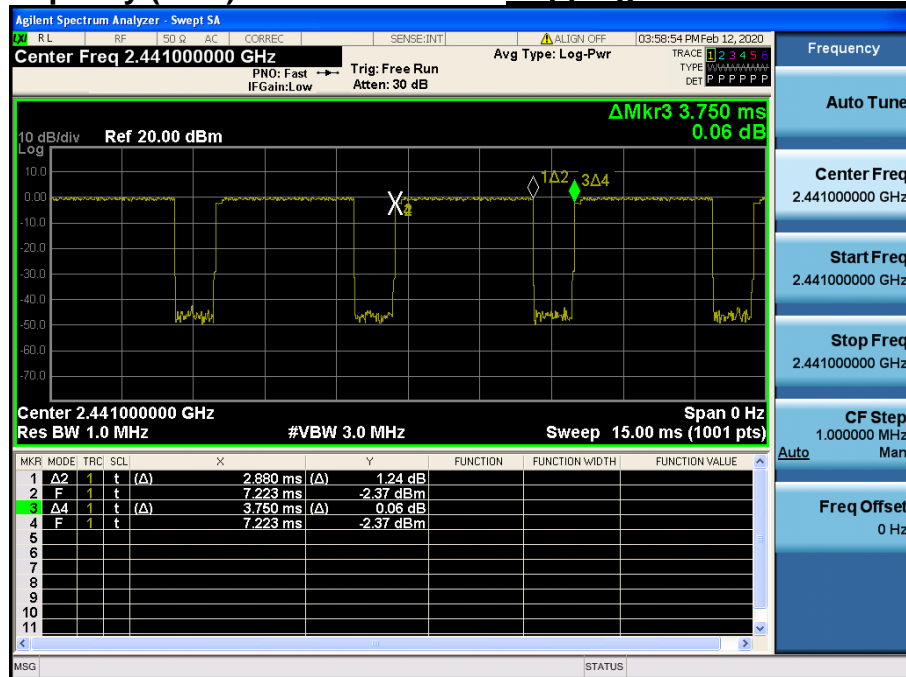 Agilent Spectrum Analyzer - Swept SA
LXI RL RF 50 Ω AC CORREC SENSE:INT ALIGN OFF 03:58:54 PM Feb 12, 2020
Center Freq 2.441000000 GHz
Avg Type: Log-Pwr
TRACE 1 2 3 4 5 6
PNO: Fast Trig: Free Run
TYPE
IFGain:Low Atten: 30 dB
DET P P P P P P
ΔMkr3 3.750 ms
0.06 dB
10 dB/div Ref 20.00 dBm
Log
10.0
0.00
-10.0
-20.0
-30.0
-40.0
-50.0
-60.0
-70.0
1Δ2
3Δ4
Center 2.441000000 GHz Span 0 Hz
Res BW 1.0 MHz #VBW 3.0 MHz Sweep 15.00 ms (1001 pts)
MKR MODE TRC SCL X Y FUNCTION FUNCTION WIDTH FUNCTION VALUE
1 Δ2 1 t (Δ) 2.880 ms (Δ) 1.24 dB
2 F 1 t 7.223 ms -2.37 dBm
3 Δ4 1 t (Δ) 3.750 ms (Δ) 0.06 dB
4 F 1 t 7.223 ms -2.37 dBm
5
6
7
8
9
10
11
MSG STATUS
Frequency
Auto Tune
Center Freq
2.441000000 GHz
Start Freq
2.441000000 GHz
Stop Freq
2.441000000 GHz
CF Step
1.000000 MHz
Auto Man
Freq Offset
0 Hz